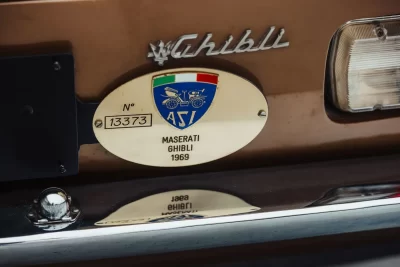 Ghibli
N°
13373
ASI
MASERATI
GHIBLI
1969